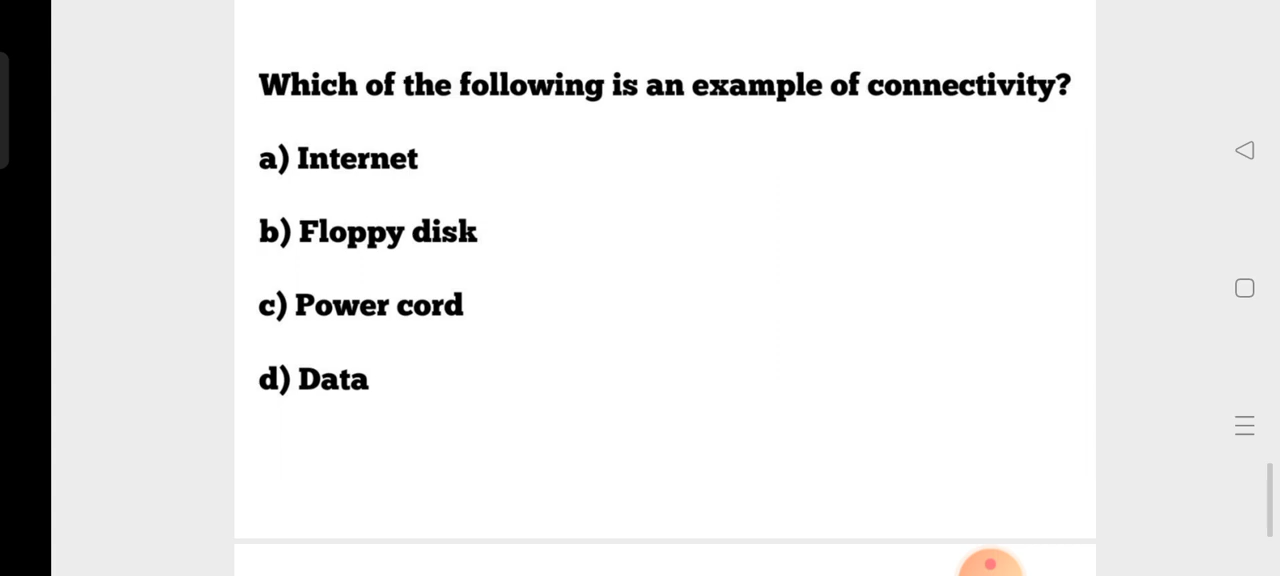 Which of the following is an example of connectivity?
a) Internet
b) Floppy disk
c) Power cord
d) Data